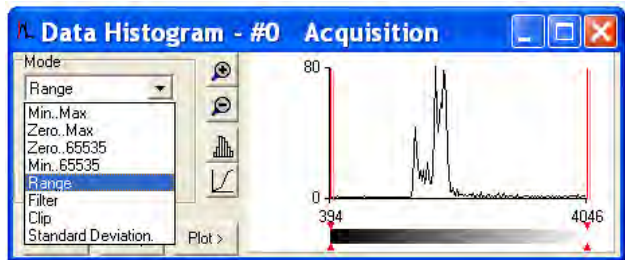 Data Histogram - #0 Acquisition
Mode
Range
Min..Max
Zero..Max
Zero..65535
Min..65535
Range
Filter
Clip
Standard Deviation.
Plot >
80
0
394
4046